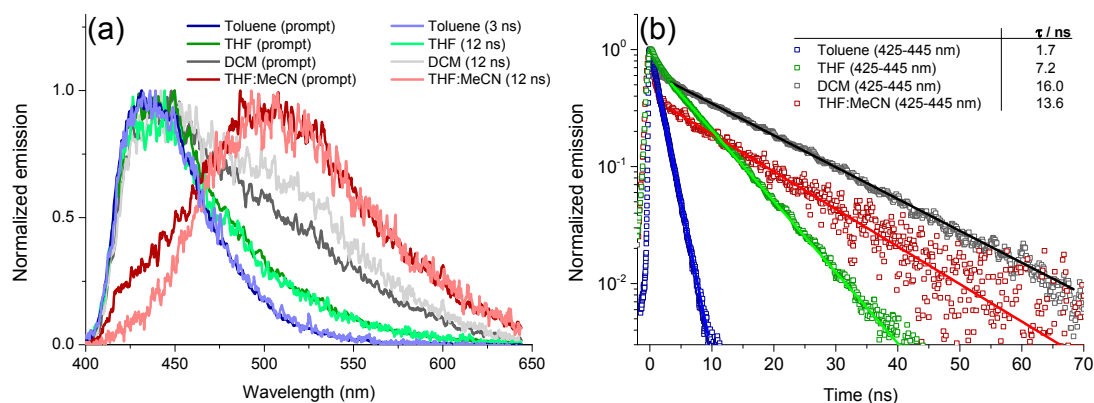 (a)
Toluene (prompt) Toluene (3 ns)
THF (prompt) THF (12 ns)
DCM (prompt) DCM (12 ns)
THF:MeCN (prompt) THF:MeCN (12 ns)
1.0
0.5
0.0
Normalized emission
400 450 500 550 600 650
Wavelength (nm)
(b)
τ / ns
Toluene (425-445 nm) 1.7
THF (425-445 nm) 7.2
DCM (425-445 nm) 16.0
THF:MeCN (425-445 nm) 13.6
10⁰
10⁻¹
10⁻²
Normalized emission
0 10 20 30 40 50 60 70
Time (ns)